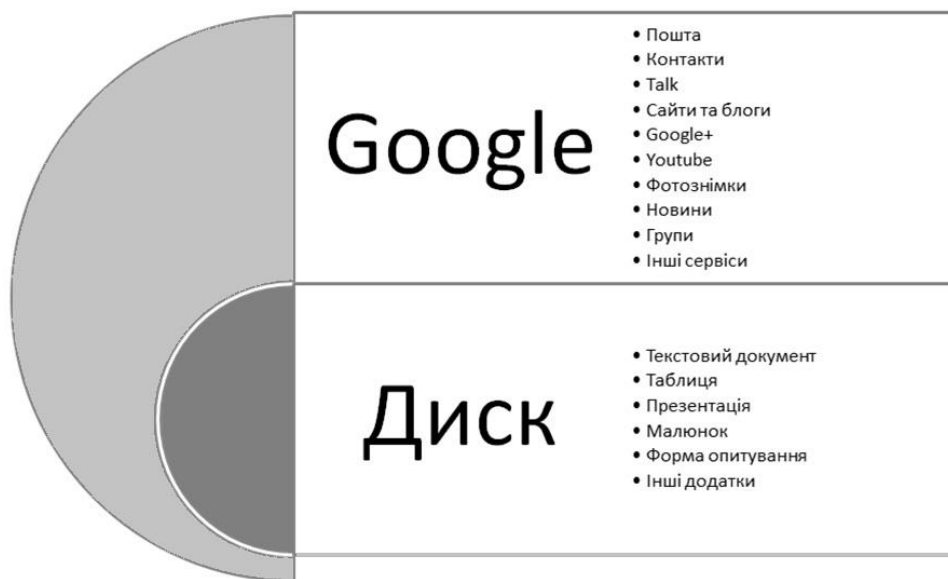 Google
• Пошта
• Контакти
• Talk
• Сайти та блоги
• Google+
• Youtube
• Фотознімки
• Новини
• Групи
• Інші сервіси
Диск
• Текстовий документ
• Таблиця
• Презентація
• Малюнок
• Форма опитування
• Інші додатки